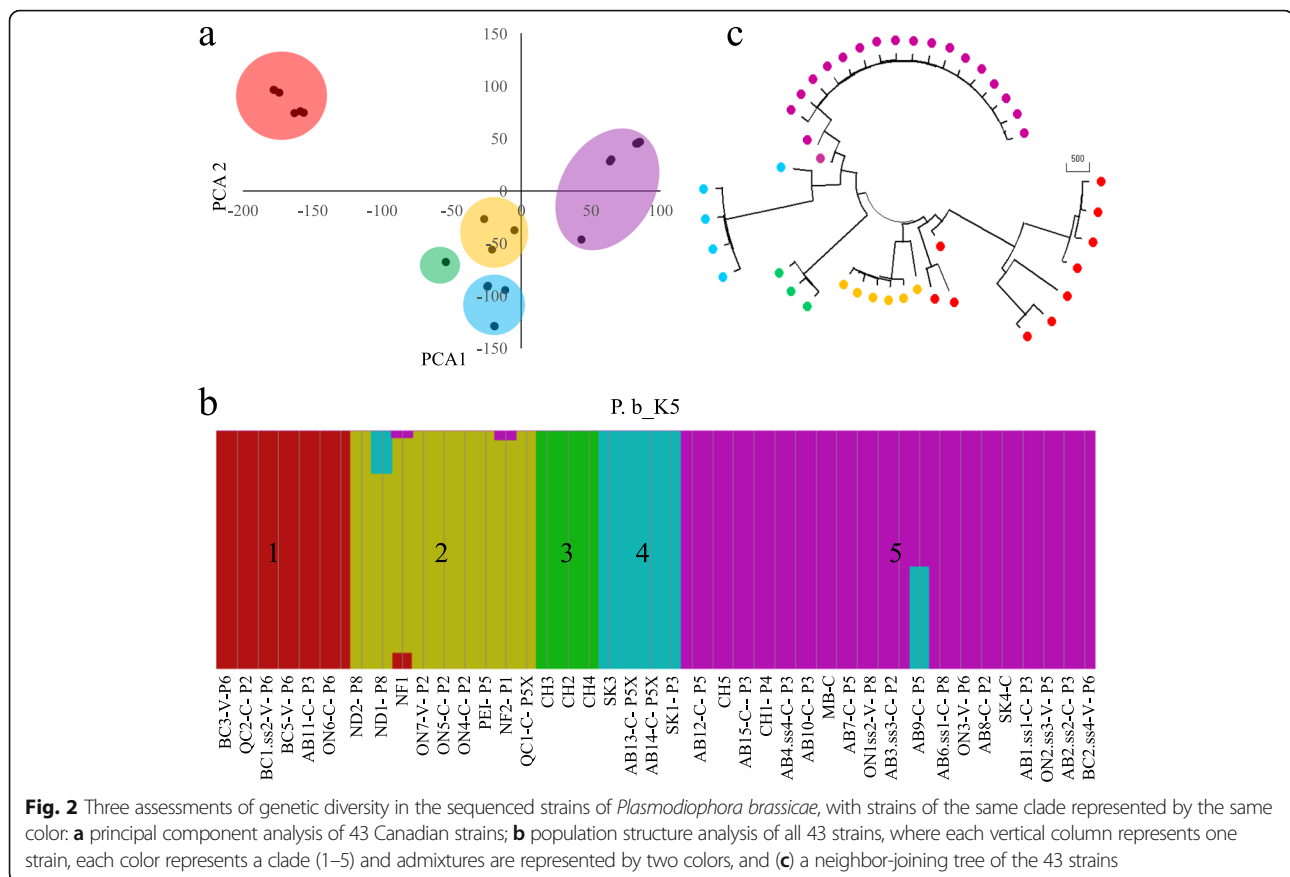 a
150
100
50
0
-50
-100
-150
-200
-150
-100
-50
0
50
100
PCA 2
PCA1
c
500
b
P. b_K5
1
2
3
4
5
BC3-V-P6
QC2-C- P2
BC1.ss2-V- P6
BC5-V- P6
AB11-C- P3
ON6-C- P6
ND2- P8
ND1- P8
NF1
ON7-V- P2
ON5-C- P2
ON4-C- P2
PEI- P5
NF2- P1
QC1-C- P5X
CH3
CH2
CH4
SK3
AB13-C- P5X
AB14-C- P5X
SK1- P3
AB12-C- P5
CH5
AB15-C-- P3
CH1- P4
AB4.ss4-C- P3
AB10-C- P3
MB-C
AB7-C- P5
ON1ss2-V- P8
AB3.ss3-C- P2
AB9-C- P5
AB6.ss1-C- P8
ON3-V- P6
AB8-C- P2
SK-4-C
AB1.ss1-C- P3
ON2.ss3-V- P5
AB2.ss2-C- P3
BC2.ss4-V- P6
Fig. 2 Three assessments of genetic diversity in the sequenced strains of Plasmodiophora brassicae, with strains of the same clade represented by the same
color: a principal component analysis of 43 Canadian strains; b population structure analysis of all 43 strains, where each vertical column represents one
strain, each color represents a clade (1–5) and admixtures are represented by two colors, and (c) a neighbor-joining tree of the 43 strains